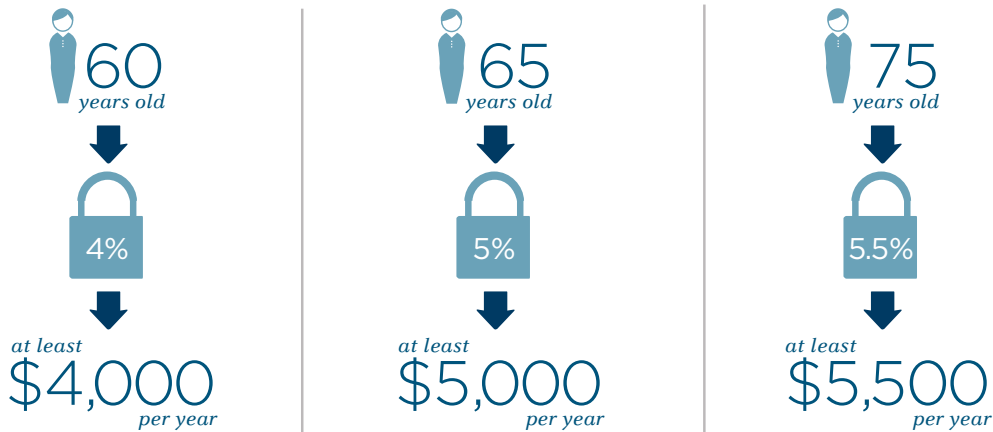 60
years old
4%
at least
$4,000
per year
65
years old
5%
at least
$5,000
per year
75
years old
5.5%
at least
$5,500
per year